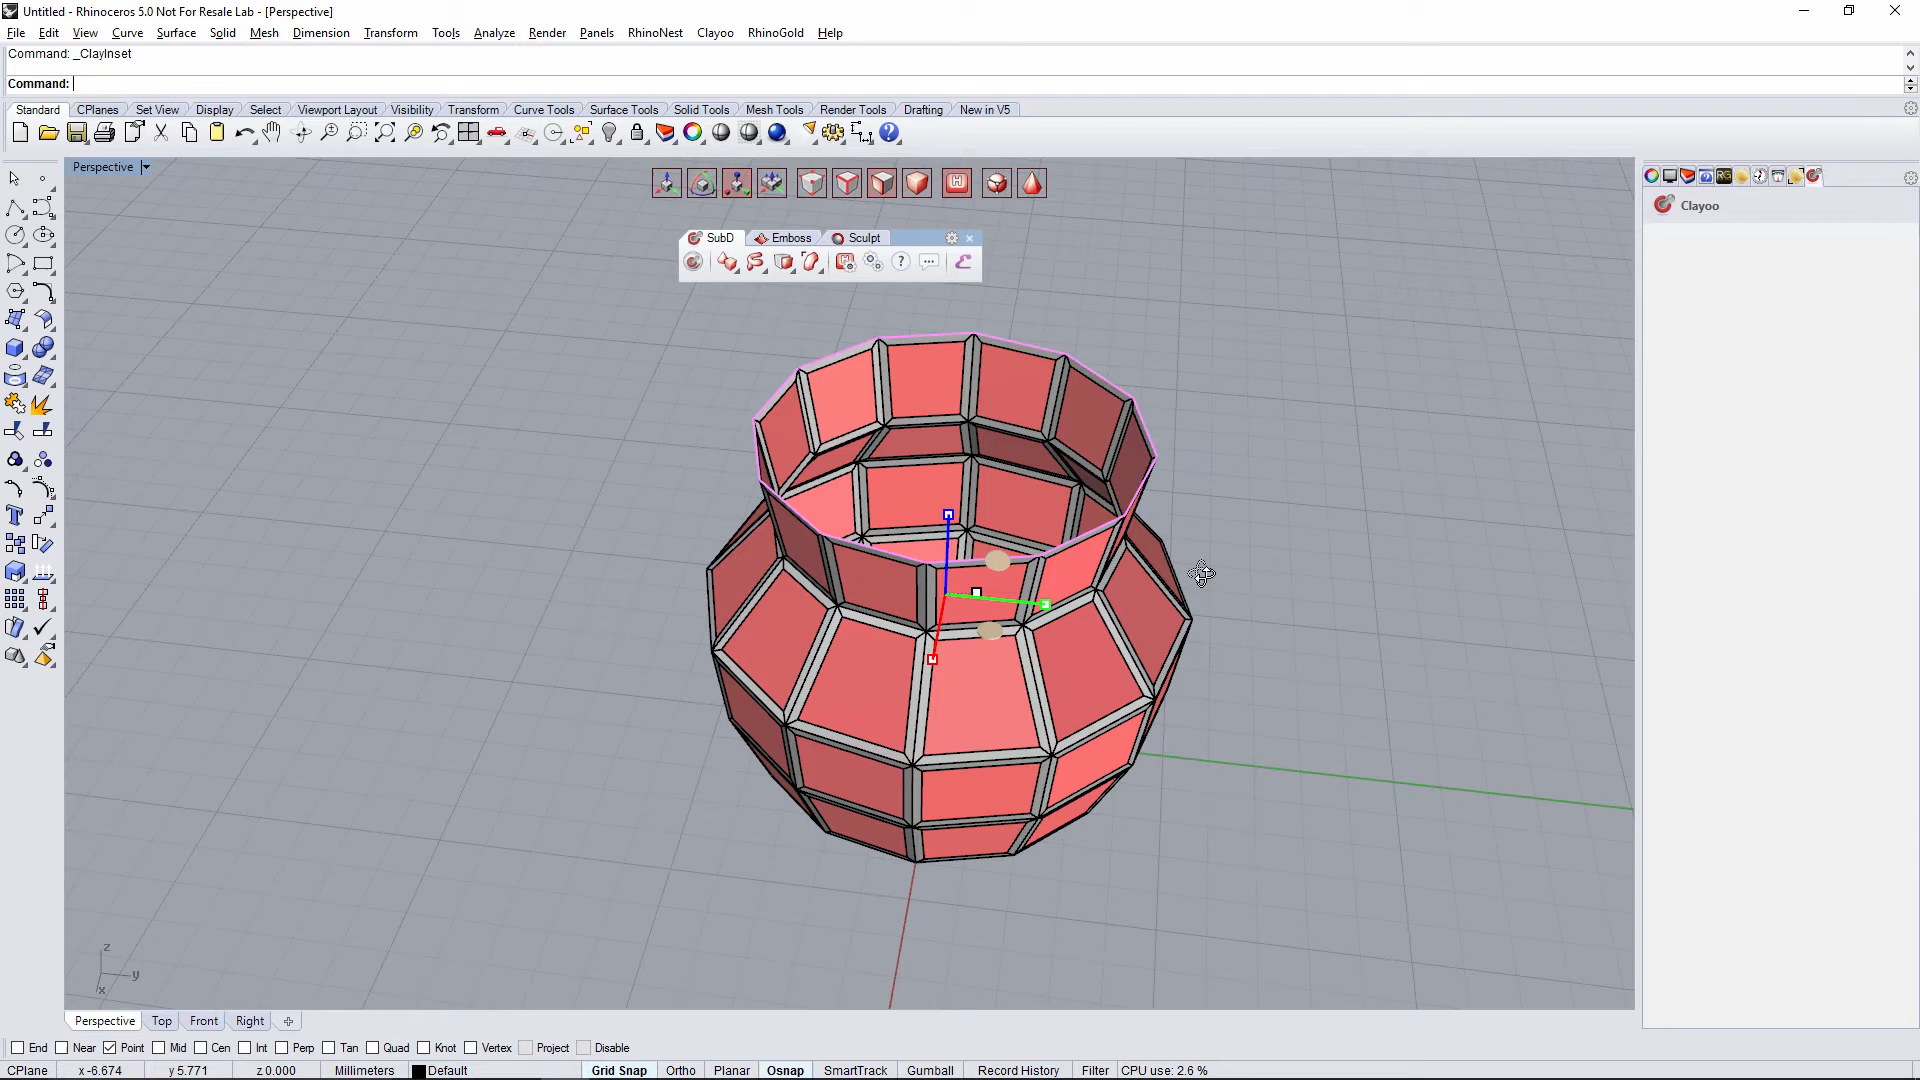 Untitled - Rhinoceros 5.0 Not For Resale Lab - [Perspective]
File Edit View Curve Surface Solid Mesh Dimension Transform Tools Analyze Render Panels RhinoNest Clayoo RhinoGold Help
Command: _ClayInset
Command:
Standard CPlanes Set View Display Select Viewport Layout Visibility Transform Curve Tools Surface Tools Solid Tools Mesh Tools Render Tools Drafting New in V5
Perspective
Clayoo
SubD Emboss Sculpt
z
y
x
Perspective Top Front Right
End Near Point Mid Cen Int Perp Tan Quad Knot Vertex Project Disable
CPlane x -6.674 y 5.771 z 0.000 Millimeters Default Grid Snap Ortho Planar Osnap SmartTrack Gumball Record History Filter CPU use: 2.6 %